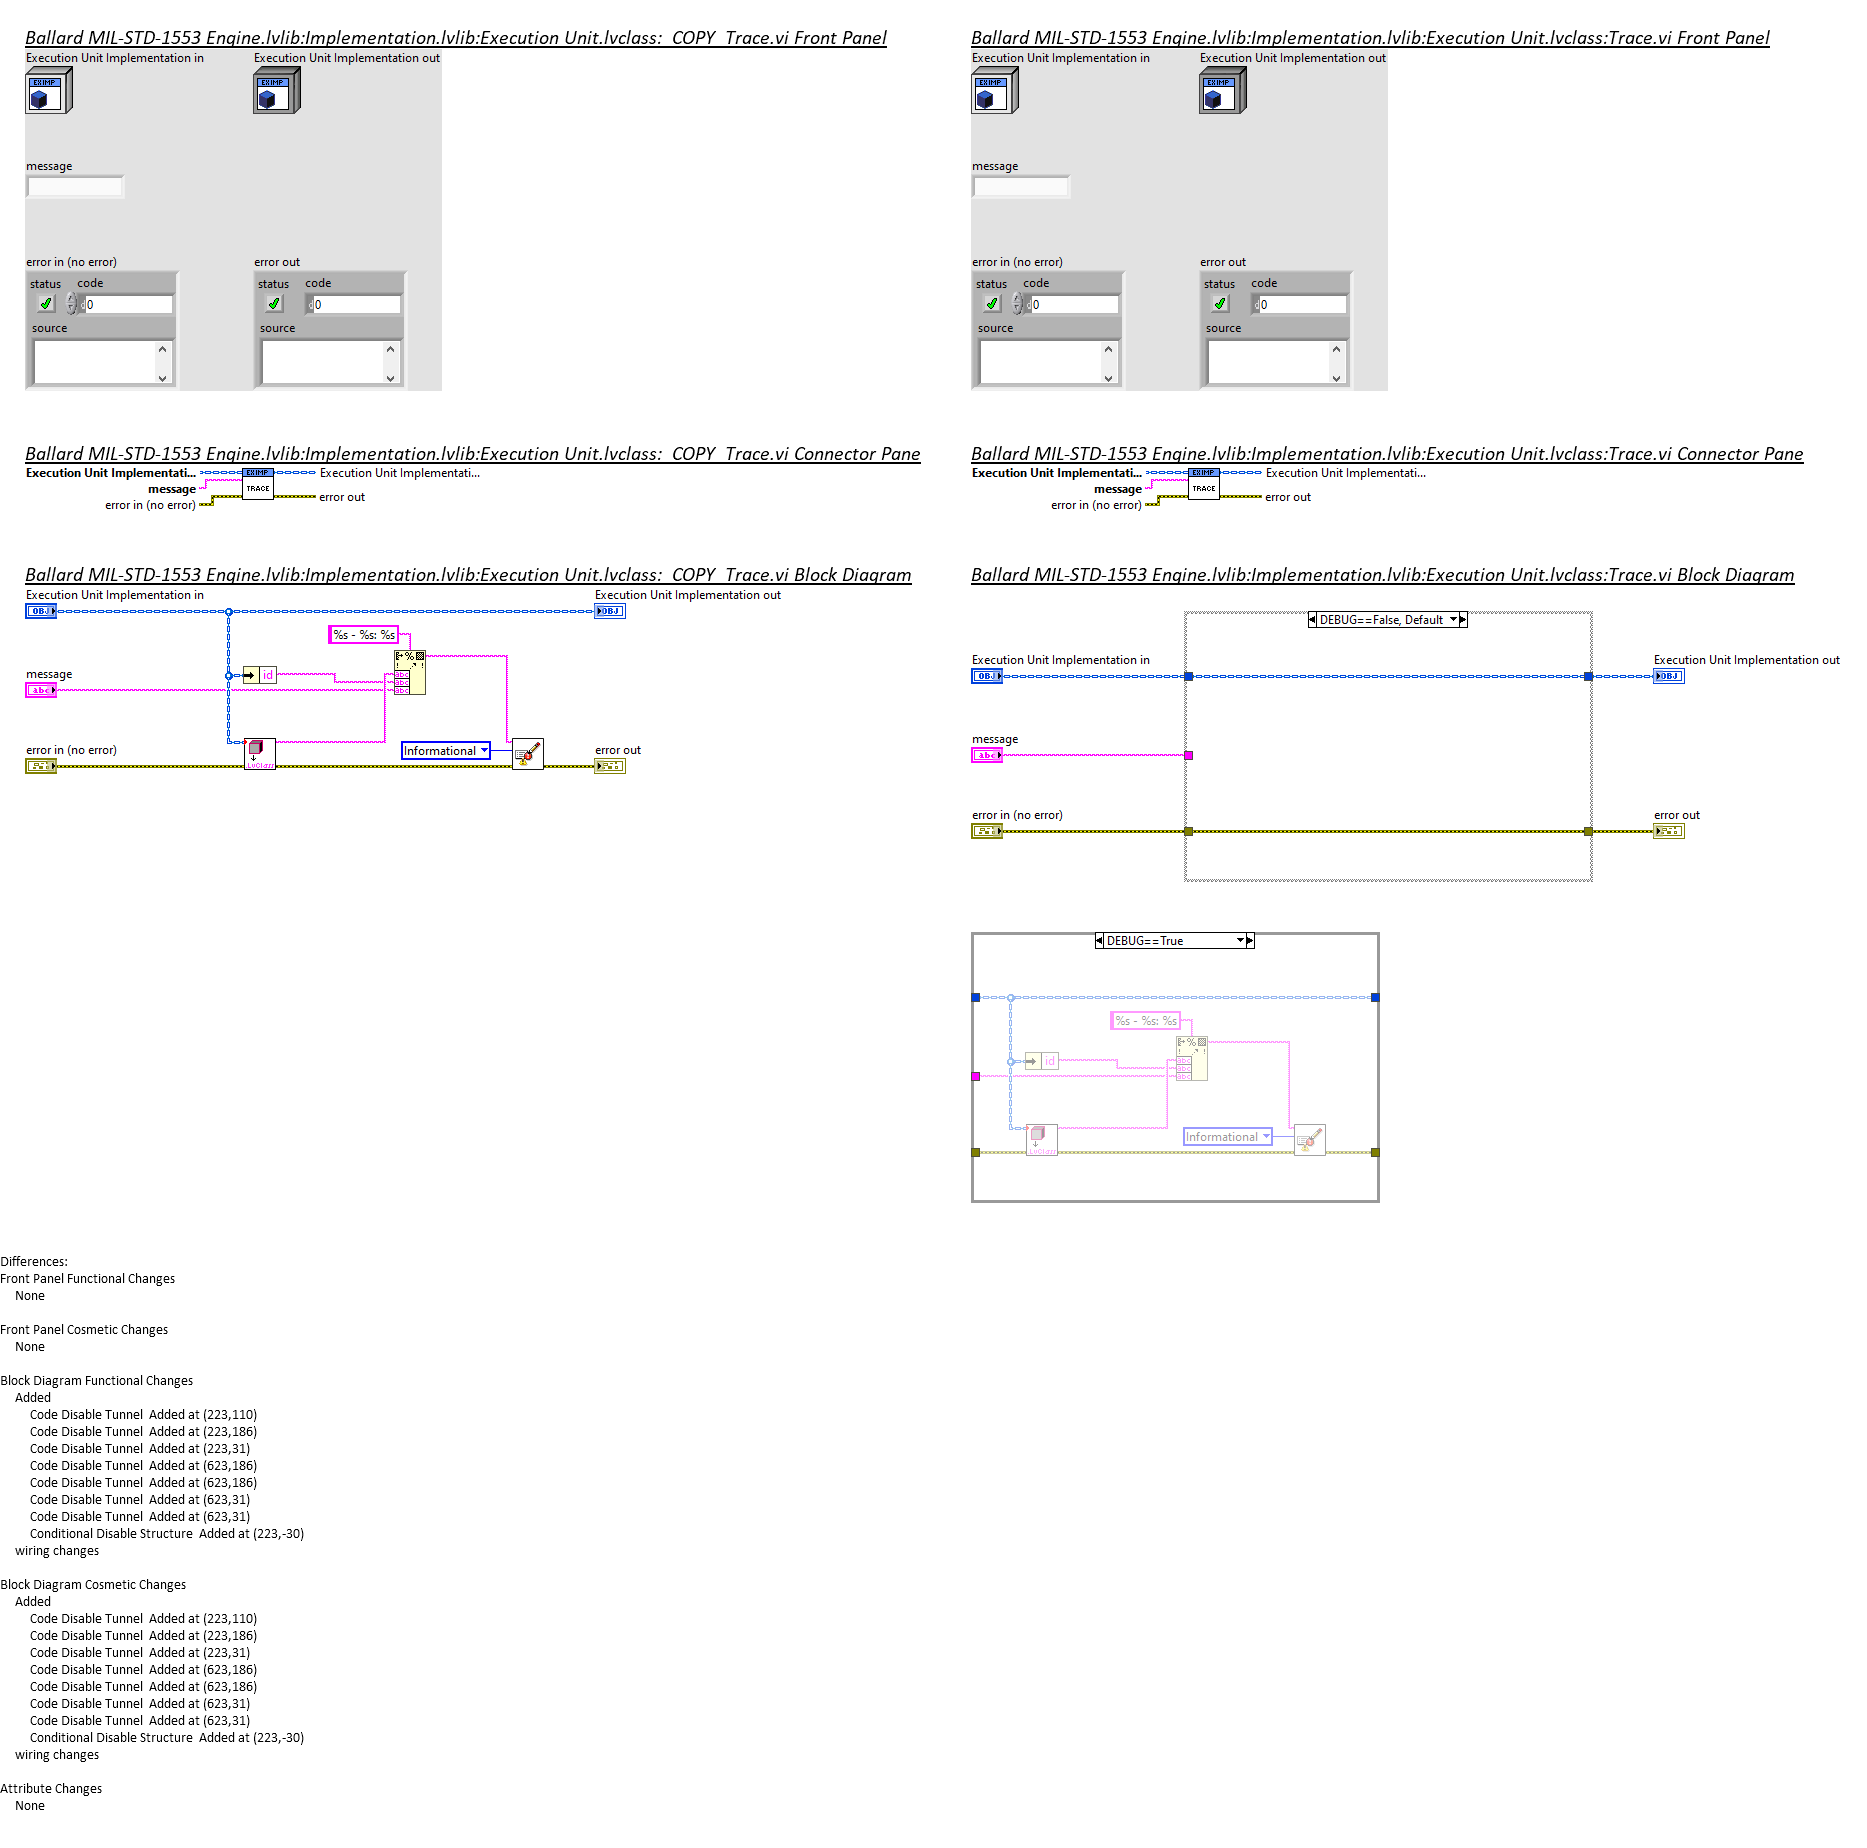 Ballard MIL-STD-1553 Engine.lvlib:Implementation.lvlib:Execution Unit.lvclass:_COPY_Trace.vi Front Panel
Execution Unit Implementation in
Execution Unit Implementation out
EXIMP
EXIMP
message
error in (no error)
error out
status
code
status
code
d 0
d 0
source
source
Ballard MIL-STD-1553 Engine.lvlib:Implementation.lvlib:Execution Unit.lvclass:Trace.vi Front Panel
Execution Unit Implementation in
Execution Unit Implementation out
EXIMP
EXIMP
message
error in (no error)
error out
status
code
status
code
d 0
d 0
source
source
Ballard MIL-STD-1553 Engine.lvlib:Implementation.lvlib:Execution Unit.lvclass:_COPY_Trace.vi Connector Pane
Execution Unit Implementati...
EXIMP
Execution Unit Implementati...
message
TRACE
error out
error in (no error)
Ballard MIL-STD-1553 Engine.lvlib:Implementation.lvlib:Execution Unit.lvclass:Trace.vi Connector Pane
Execution Unit Implementati...
EXIMP
Execution Unit Implementati...
message
TRACE
error out
error in (no error)
Ballard MIL-STD-1553 Engine.lvlib:Implementation.lvlib:Execution Unit.lvclass:_COPY_Trace.vi Block Diagram
Execution Unit Implementation in
Execution Unit Implementation out
OBJ
OBJ
%s - %s: %s
%
message
id
abc
abc
abc
abc
error in (no error)
Informational
error out
.LvClass
Ballard MIL-STD-1553 Engine.lvlib:Implementation.lvlib:Execution Unit.lvclass:Trace.vi Block Diagram
DEBUG==False, Default
Execution Unit Implementation in
Execution Unit Implementation out
OBJ
OBJ
message
abc
error in (no error)
error out
DEBUG==True
%s - %s: %s
%
id
abc
abc
abc
Informational
.LvClass
Differences:
Front Panel Functional Changes
None
Front Panel Cosmetic Changes
None
Block Diagram Functional Changes
Added
Code Disable Tunnel  Added at (223,110)
Code Disable Tunnel  Added at (223,186)
Code Disable Tunnel  Added at (223,31)
Code Disable Tunnel  Added at (623,186)
Code Disable Tunnel  Added at (623,186)
Code Disable Tunnel  Added at (623,31)
Code Disable Tunnel  Added at (623,31)
Conditional Disable Structure  Added at (223,-30)
wiring changes
Block Diagram Cosmetic Changes
Added
Code Disable Tunnel  Added at (223,110)
Code Disable Tunnel  Added at (223,186)
Code Disable Tunnel  Added at (223,31)
Code Disable Tunnel  Added at (623,186)
Code Disable Tunnel  Added at (623,186)
Code Disable Tunnel  Added at (623,31)
Code Disable Tunnel  Added at (623,31)
Conditional Disable Structure  Added at (223,-30)
wiring changes
Attribute Changes
None